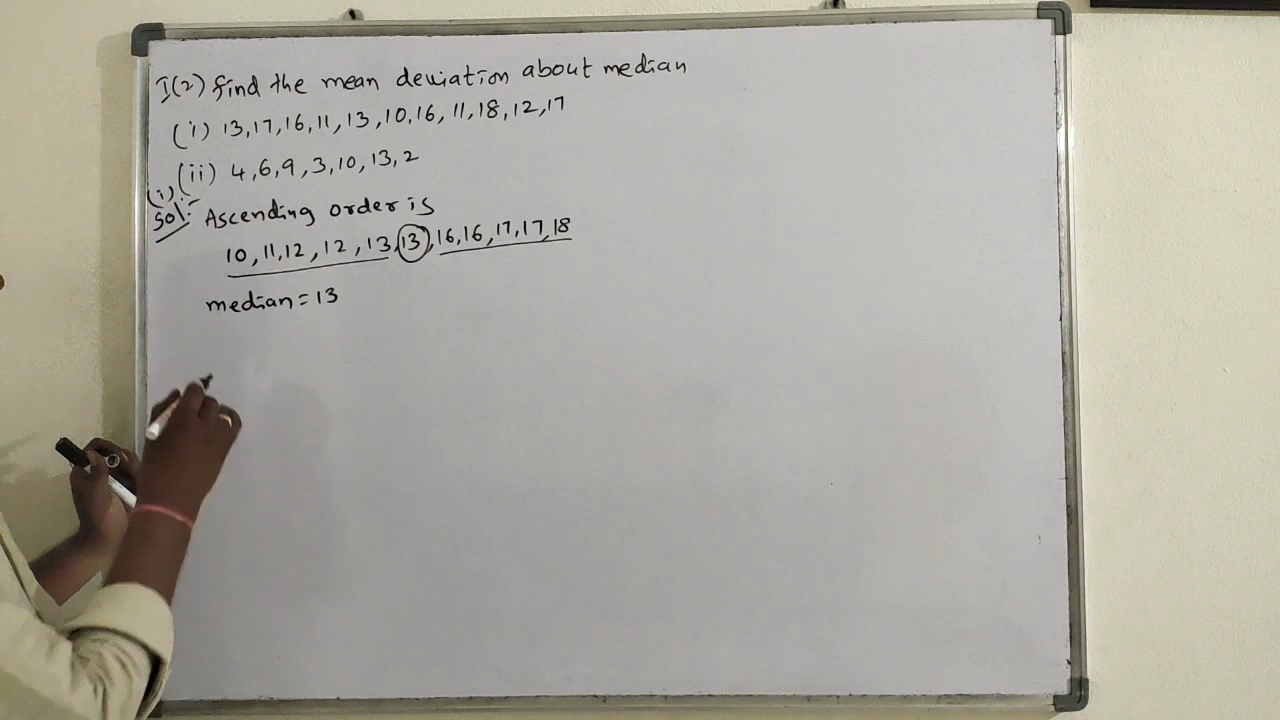 I(2) find the mean deviation about median
(i) 13,17,16,11,13,10,16,11,18,12,17
(ii) 4,6,9,3,10,13,2
(i)
Sol:- Ascending order is
10,11,12,12,13,13,16,16,17,17,18
median=13